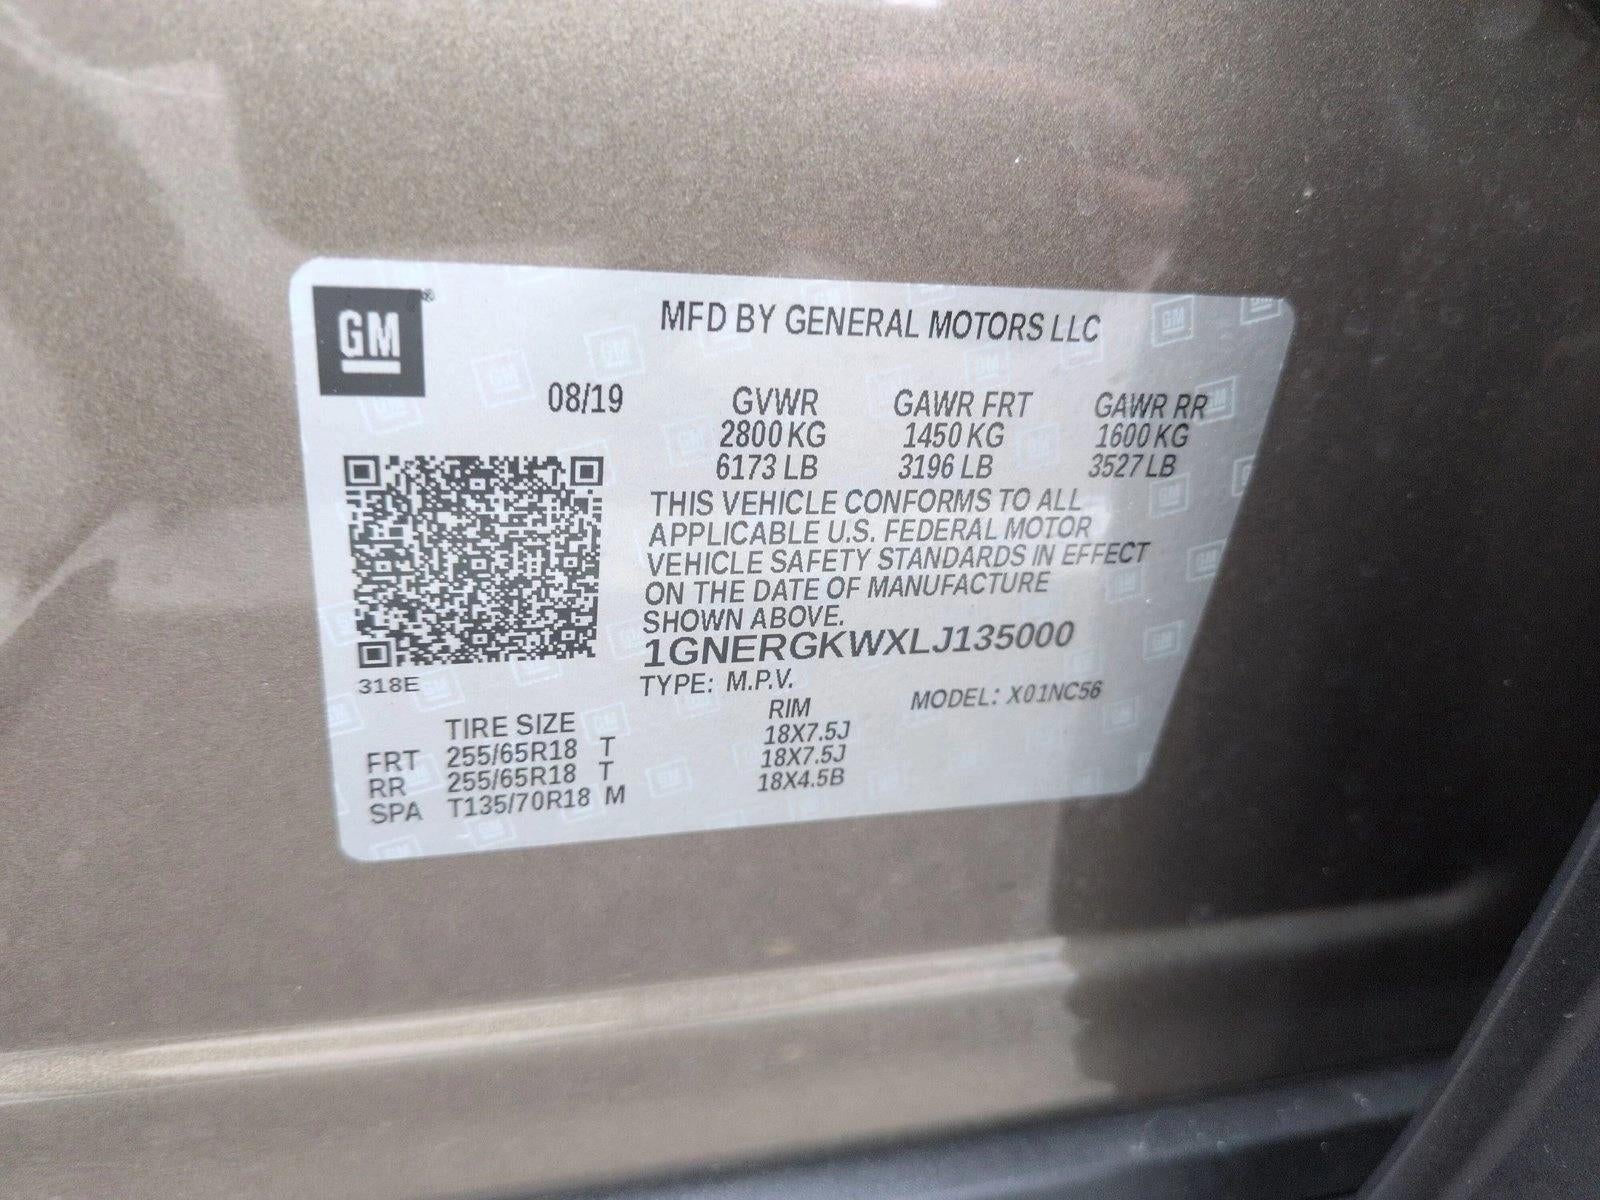 GM ®
MFD BY GENERAL MOTORS LLC
08/19 GVWR GAWR FRT GAWR RR
2800 KG 1450 KG 1600 KG
6173 LB 3196 LB 3527 LB
THIS VEHICLE CONFORMS TO ALL
APPLICABLE U.S. FEDERAL MOTOR
VEHICLE SAFETY STANDARDS IN EFFECT
ON THE DATE OF MANUFACTURE
SHOWN ABOVE.
1GNERGKWXLJ135000
318E
TYPE: M.P.V. MODEL: X01NC56
TIRE SIZE RIM
FRT 255/65R18 T 18X7.5J
RR 255/65R18 T 18X7.5J
SPA T135/70R18 M 18X4.5B